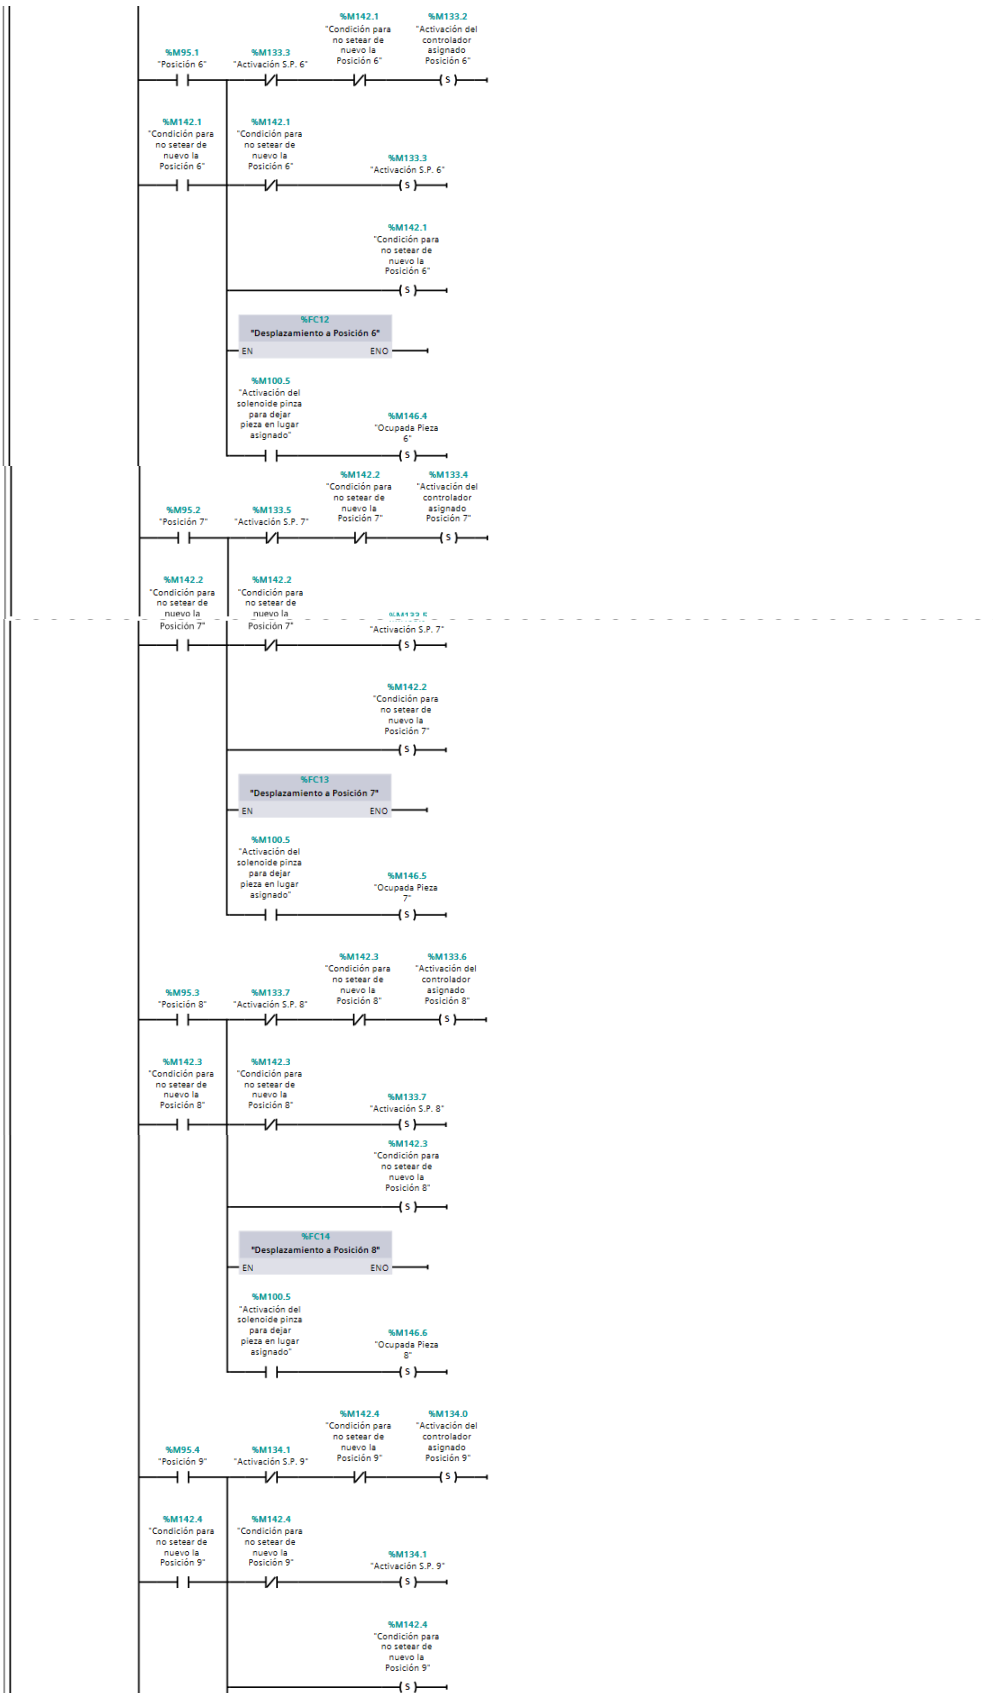 %M142.1
%M133.2
"Condición para
no setear de
nuevo la
Posición 6"
"Activación del
controlador
asignado
Posición 6"
%M95.1
"Posición 6"
%M133.3
"Activación S.P. 6"
( S )
%M142.1
"Condición para
no setear de
nuevo la
Posición 6"
%M142.1
"Condición para
no setear de
nuevo la
Posición 6"
%M133.3
"Activación S.P. 6"
( S )
%M142.1
"Condición para
no setear de
nuevo la
Posición 6"
( S )
%FC12
"Desplazamiento a Posición 6"
EN ENO
%M100.5
"Activación del
solenoide pinza
para dejar
pieza en lugar
asignado"
%M146.4
"Ocupada Pieza
6"
( S )
%M142.2
%M133.4
"Condición para
no setear de
nuevo la
Posición 7"
"Activación del
controlador
asignado
Posición 7"
%M95.2
"Posición 7"
%M133.5
"Activación S.P. 7"
( S )
%M142.2
"Condición para
no setear de
nuevo la
Posición 7"
%M142.2
"Condición para
no setear de
nuevo la
Posición 7"
%M133.5
"Activación S.P. 7"
( S )
%M142.2
"Condición para
no setear de
nuevo la
Posición 7"
( S )
%FC13
"Desplazamiento a Posición 7"
EN ENO
%M100.5
"Activación del
solenoide pinza
para dejar
pieza en lugar
asignado"
%M146.5
"Ocupada Pieza
7"
( S )
%M142.3
%M133.6
"Condición para
no setear de
nuevo la
Posición 8"
"Activación del
controlador
asignado
Posición 8"
%M95.3
"Posición 8"
%M133.7
"Activación S.P. 8"
( S )
%M142.3
"Condición para
no setear de
nuevo la
Posición 8"
%M142.3
"Condición para
no setear de
nuevo la
Posición 8"
%M133.7
"Activación S.P. 8"
( S )
%M142.3
"Condición para
no setear de
nuevo la
Posición 8"
( S )
%FC14
"Desplazamiento a Posición 8"
EN ENO
%M100.5
"Activación del
solenoide pinza
para dejar
pieza en lugar
asignado"
%M146.6
"Ocupada Pieza
8"
( S )
%M142.4
%M134.0
"Condición para
no setear de
nuevo la
Posición 9"
"Activación del
controlador
asignado
Posición 9"
%M95.4
"Posición 9"
%M134.1
"Activación S.P. 9"
( S )
%M142.4
"Condición para
no setear de
nuevo la
Posición 9"
%M142.4
"Condición para
no setear de
nuevo la
Posición 9"
%M134.1
"Activación S.P. 9"
( S )
%M142.4
"Condición para
no setear de
nuevo la
Posición 9"
( S )